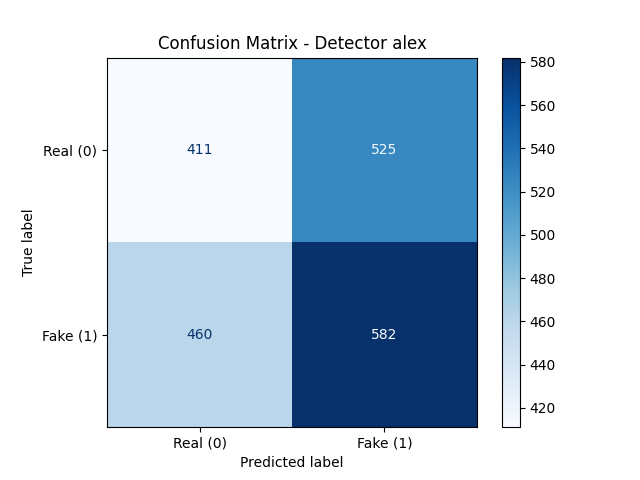 Confusion Matrix - Detector alex
Real (0)
Fake (1)
True label
411
525
460
582
Real (0)
Fake (1)
Predicted label
580
560
540
520
500
480
460
440
420